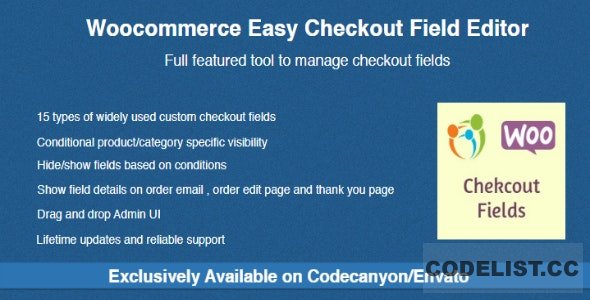 Woocommerce Easy Checkout Field Editor
Full featured tool to manage checkout fields
15 types of widely used custom checkout fields
Conditional product/category specific visibility
Hide/show fields based on conditions
Show field details on order email , order edit page and thank you page
Drag and drop Admin UI
Lifetime updates and reliable support
WOO
Chekcout
Fields
Exclusively Available on Codecanyon/Envato
CODELIST.CC